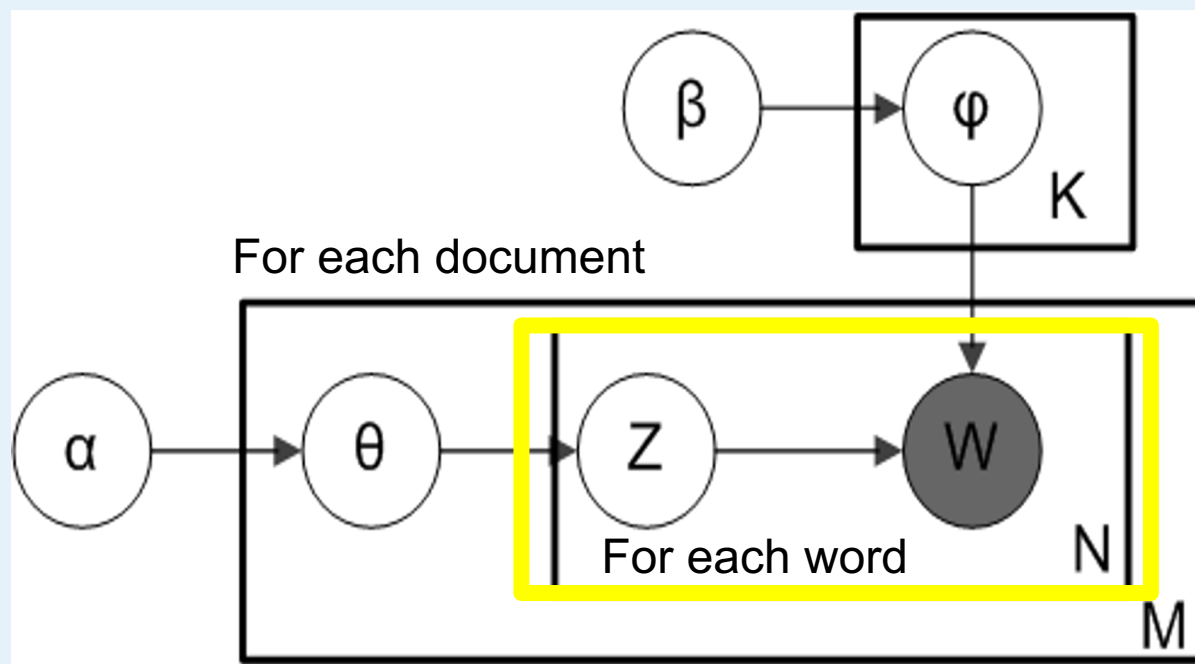 β φ
K
For each document
α θ Z W
For each word N
M